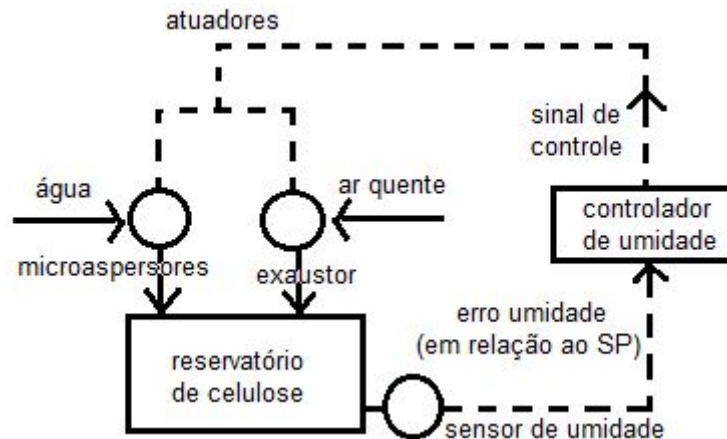 atuadores
sinal de
controle
água
ar quente
controlador
de umidade
microaspersores
exaustor
erro umidade
(em relação ao SP)
reservatório
de celulose
sensor de umidade